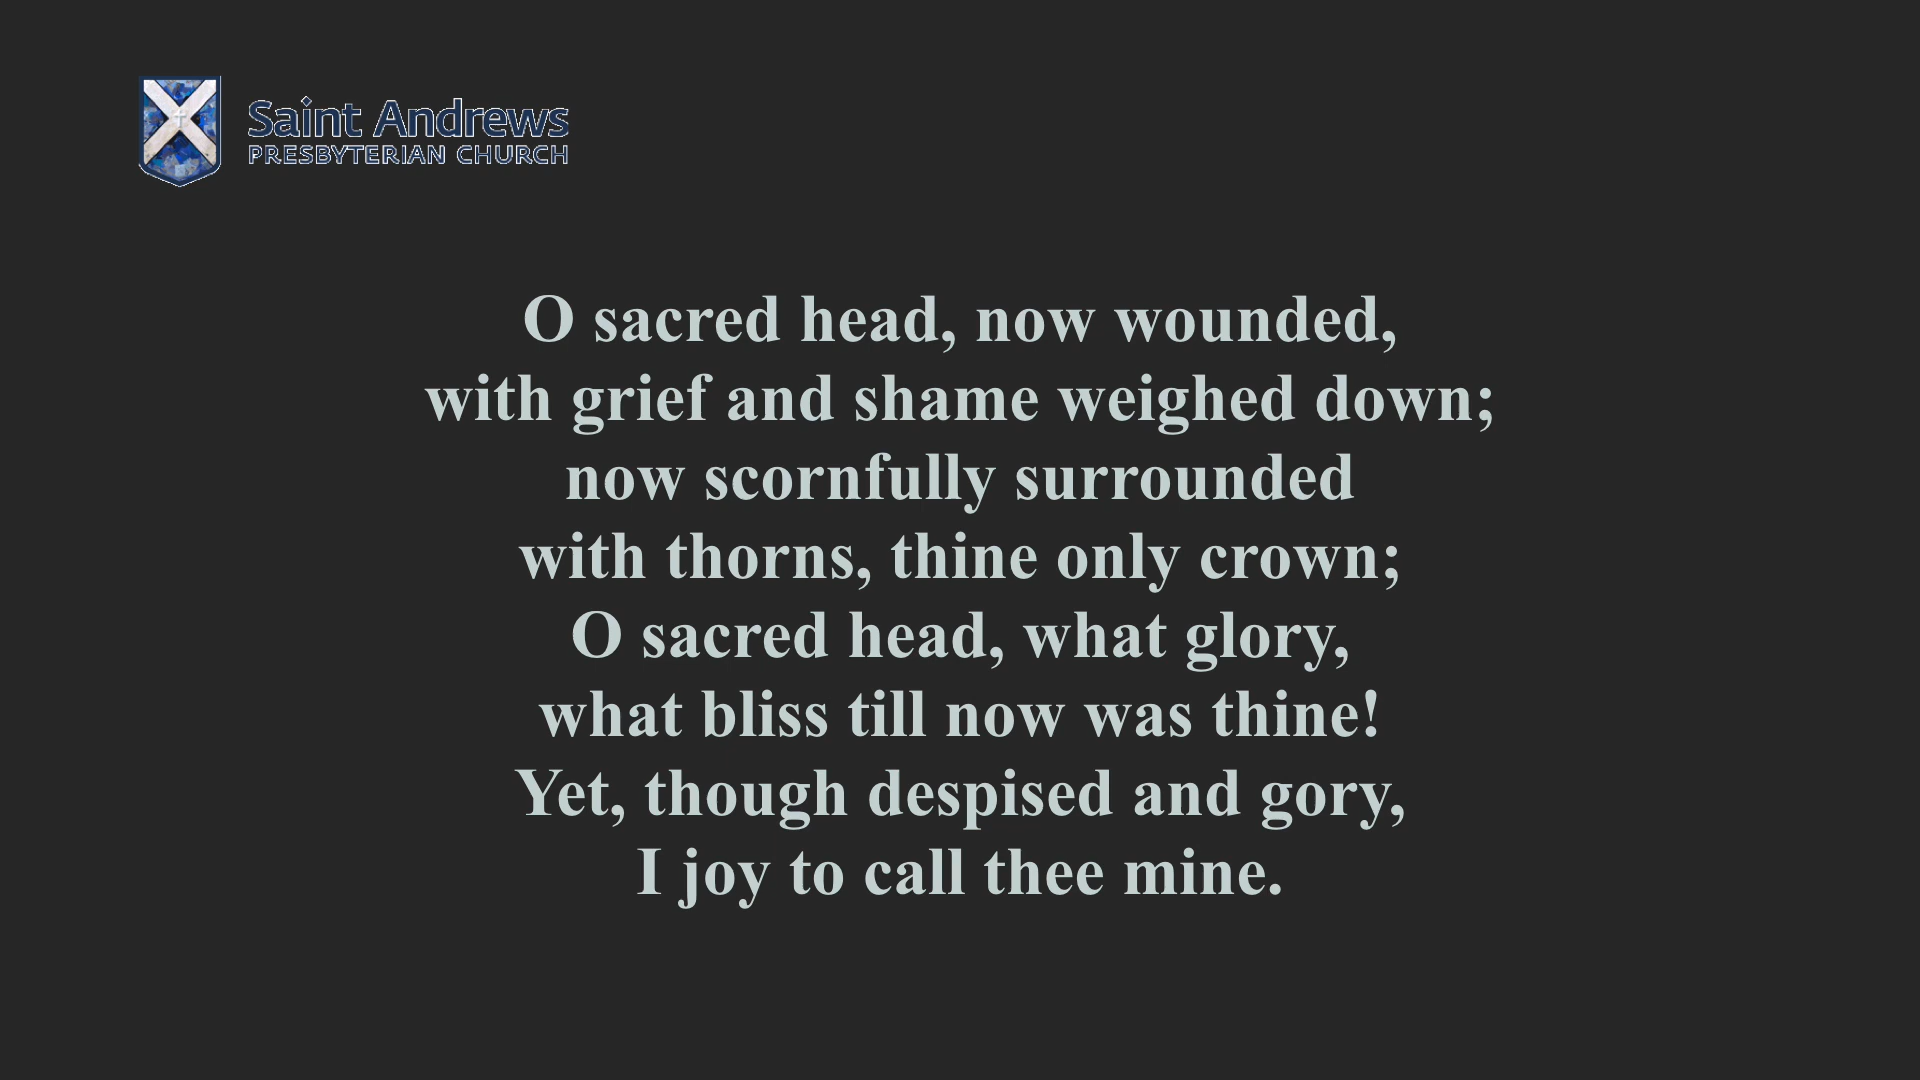 Saint Andrews
PRESBYTERIAN CHURCH
O sacred head, now wounded,
with grief and shame weighed down;
now scornfully surrounded
with thorns, thine only crown;
O sacred head, what glory,
what bliss till now was thine!
Yet, though despised and gory,
I joy to call thee mine.